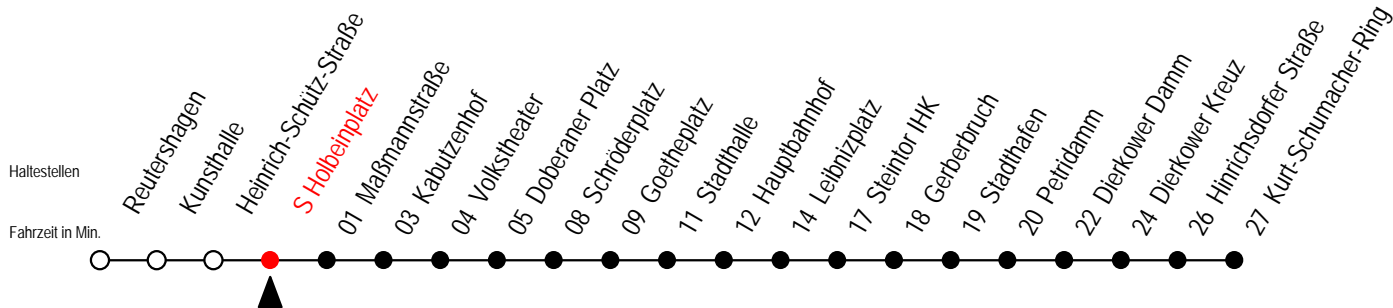 Haltestellen
Fahrzeit in Min.
Reutershagen
Kunsthalle
Heinrich-Schütz-Straße
S Holbeinplatz
01 Maßmannstraße
03 Kabutzenhof
04 Volkstheater
05 Doberaner Platz
08 Schröderplatz
09 Goetheplatz
11 Stadthalle
12 Hauptbahnhof
14 Leibnizplatz
17 Steintor IHK
18 Gerberbruch
19 Stadthafen
20 Petridamm
22 Dierkower Damm
24 Dierkower Kreuz
26 Hinrichsdorfer Straße
27 Kurt-Schumacher-Ring